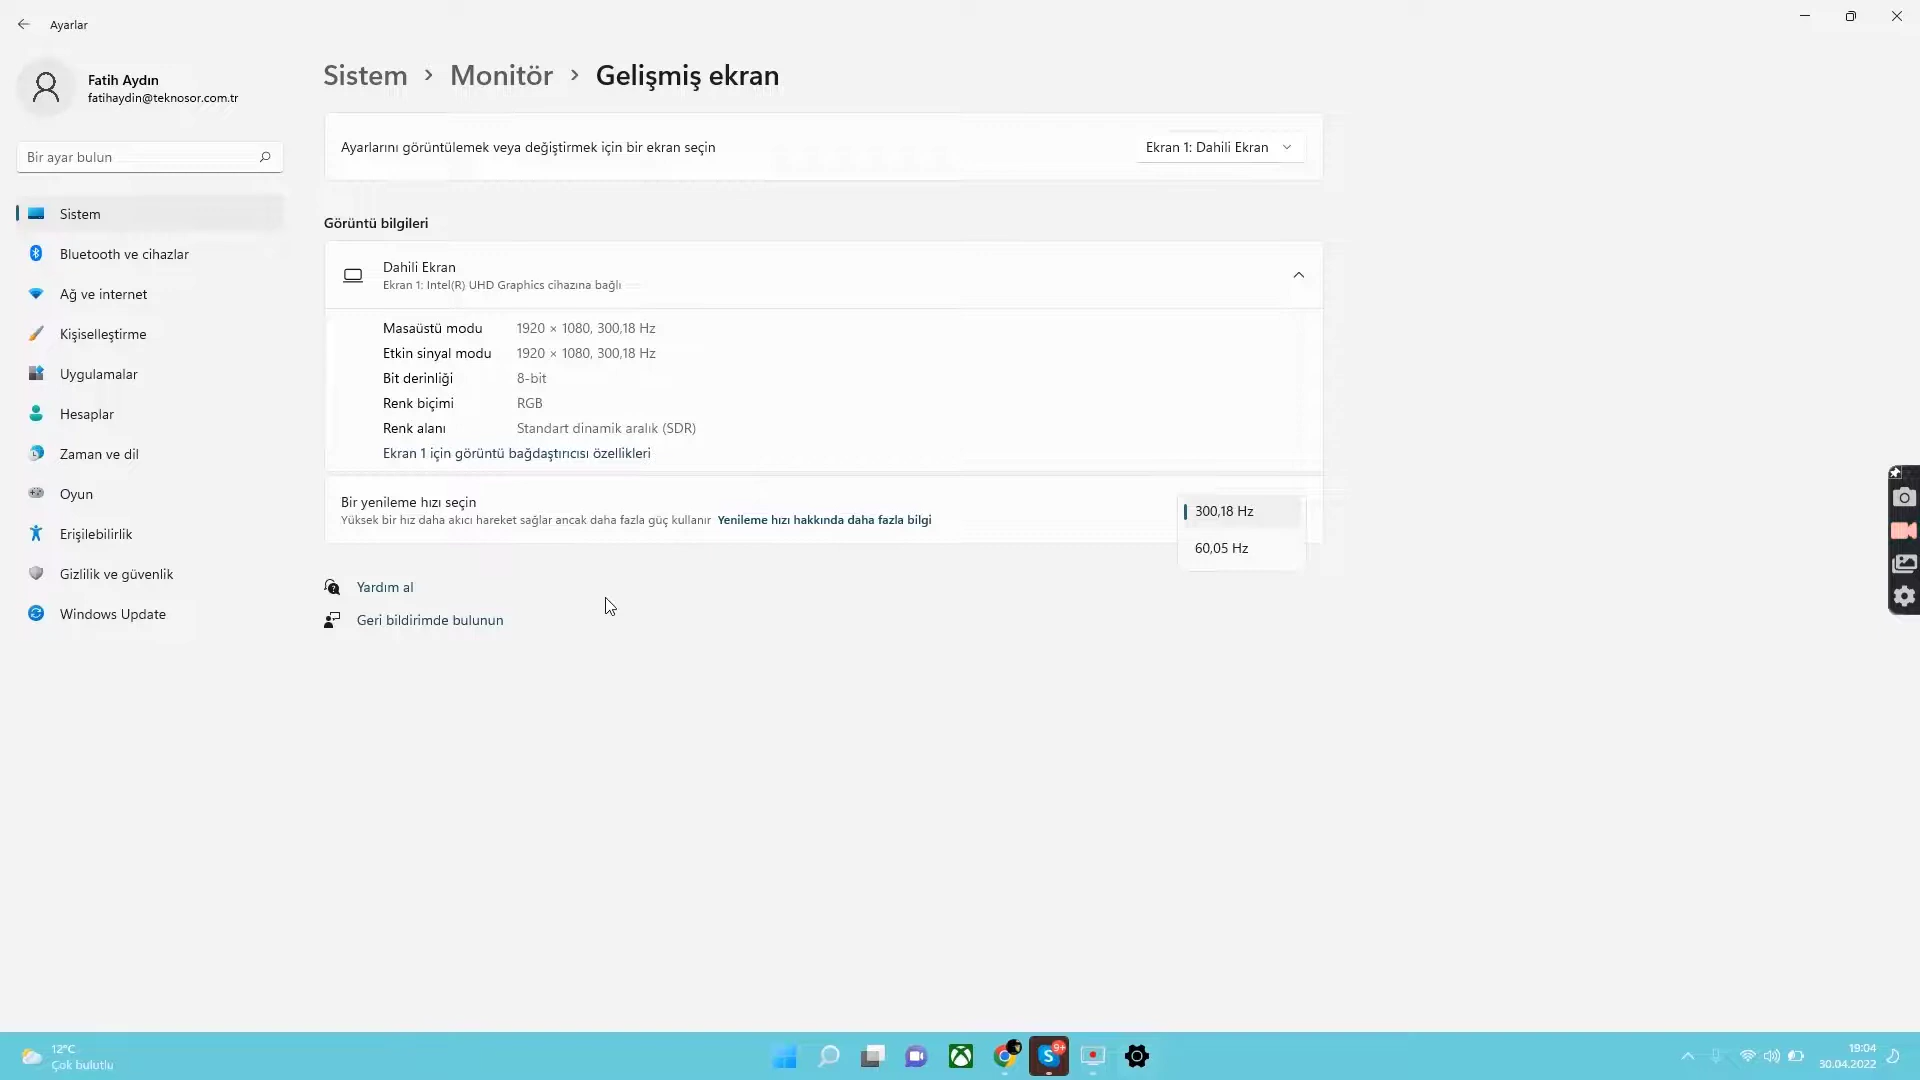 Ayarlar
Fatih Aydın
fatihaydin@teknosor.com.tr
Bir ayar bulun
Sistem
Bluetooth ve cihazlar
Ağ ve internet
Kişiselleştirme
Uygulamalar
Hesaplar
Zaman ve dil
Oyun
Erişilebilirlik
Gizlilik ve güvenlik
Windows Update
Sistem › Monitör › Gelişmiş ekran
Ayarlarını görüntülemek veya değiştirmek için bir ekran seçin
Ekran 1: Dahili Ekran
Görüntü bilgileri
Dahili Ekran
Ekran 1: Intel(R) UHD Graphics cihazına bağlı
Masaüstü modu 1920 × 1080, 300,18 Hz
Etkin sinyal modu 1920 × 1080, 300,18 Hz
Bit derinliği 8-bit
Renk biçimi RGB
Renk alanı Standart dinamik aralık (SDR)
Ekran 1 için görüntü bağdaştırıcısı özellikleri
Bir yenileme hızı seçin
Yüksek bir hız daha akıcı hareket sağlar ancak daha fazla güç kullanır Yenileme hızı hakkında daha fazla bilgi
300,18 Hz
60,05 Hz
Yardım al
Geri bildirimde bulunun
12°C
Çok bulutlu
S
9+
19:04
30.04.2022